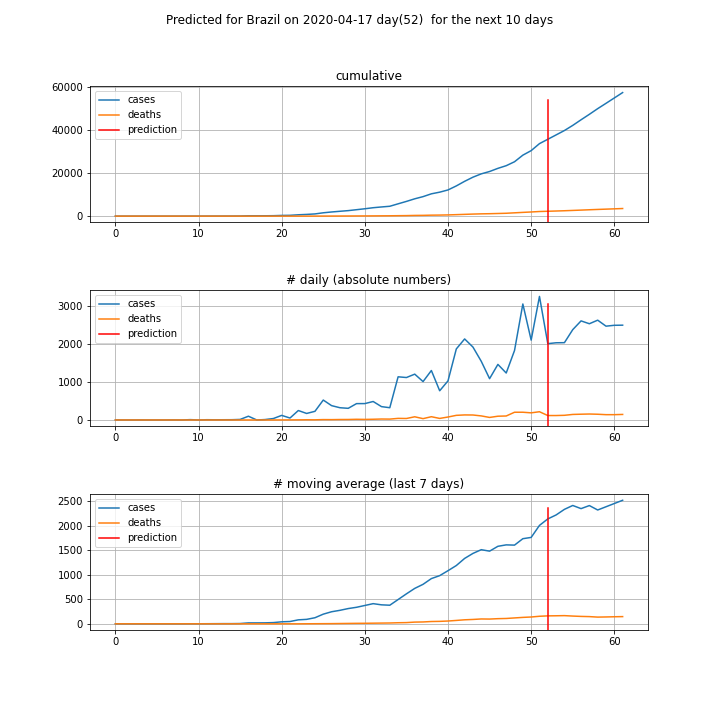 Predicted for Brazil on 2020-04-17 day(52)  for the next 10 days
cumulative
60000
40000
20000
0
cases
deaths
prediction
0 10 20 30 40 50 60
# daily (absolute numbers)
3000
2000
1000
0
cases
deaths
prediction
0 10 20 30 40 50 60
# moving average (last 7 days)
2500
2000
1500
1000
500
0
cases
deaths
prediction
0 10 20 30 40 50 60